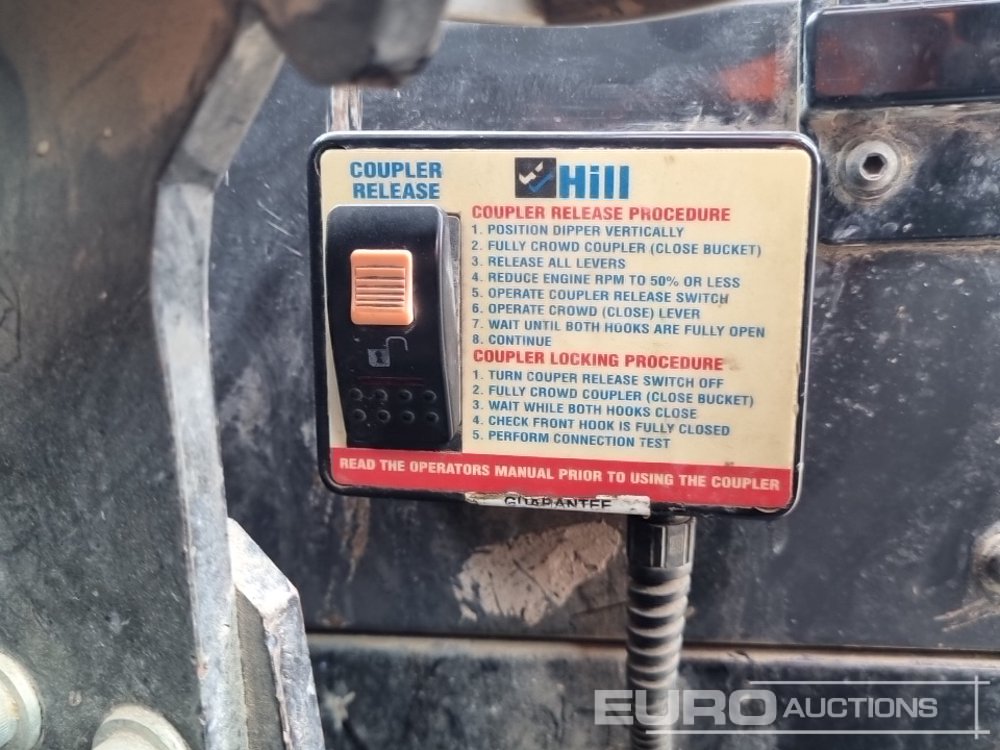 COUPLER
RELEASE
Hill
COUPLER RELEASE PROCEDURE
1. POSITION DIPPER VERTICALLY
2. FULLY CROWD COUPLER (CLOSE BUCKET)
3. RELEASE ALL LEVERS
4. REDUCE ENGINE RPM TO 50% OR LESS
5. OPERATE COUPLER RELEASE SWITCH
6. OPERATE CROWD (CLOSE) LEVER
7. WAIT UNTIL BOTH HOOKS ARE FULLY OPEN
8. CONTINUE
COUPLER LOCKING PROCEDURE
1. TURN COUPER RELEASE SWITCH OFF
2. FULLY CROWD COUPLER (CLOSE BUCKET)
3. WAIT WHILE BOTH HOOKS CLOSE
4. CHECK FRONT HOOK IS FULLY CLOSED
5. PERFORM CONNECTION TEST
READ THE OPERATORS MANUAL PRIOR TO USING THE COUPLER
GUARANTEE
EURO AUCTIONS